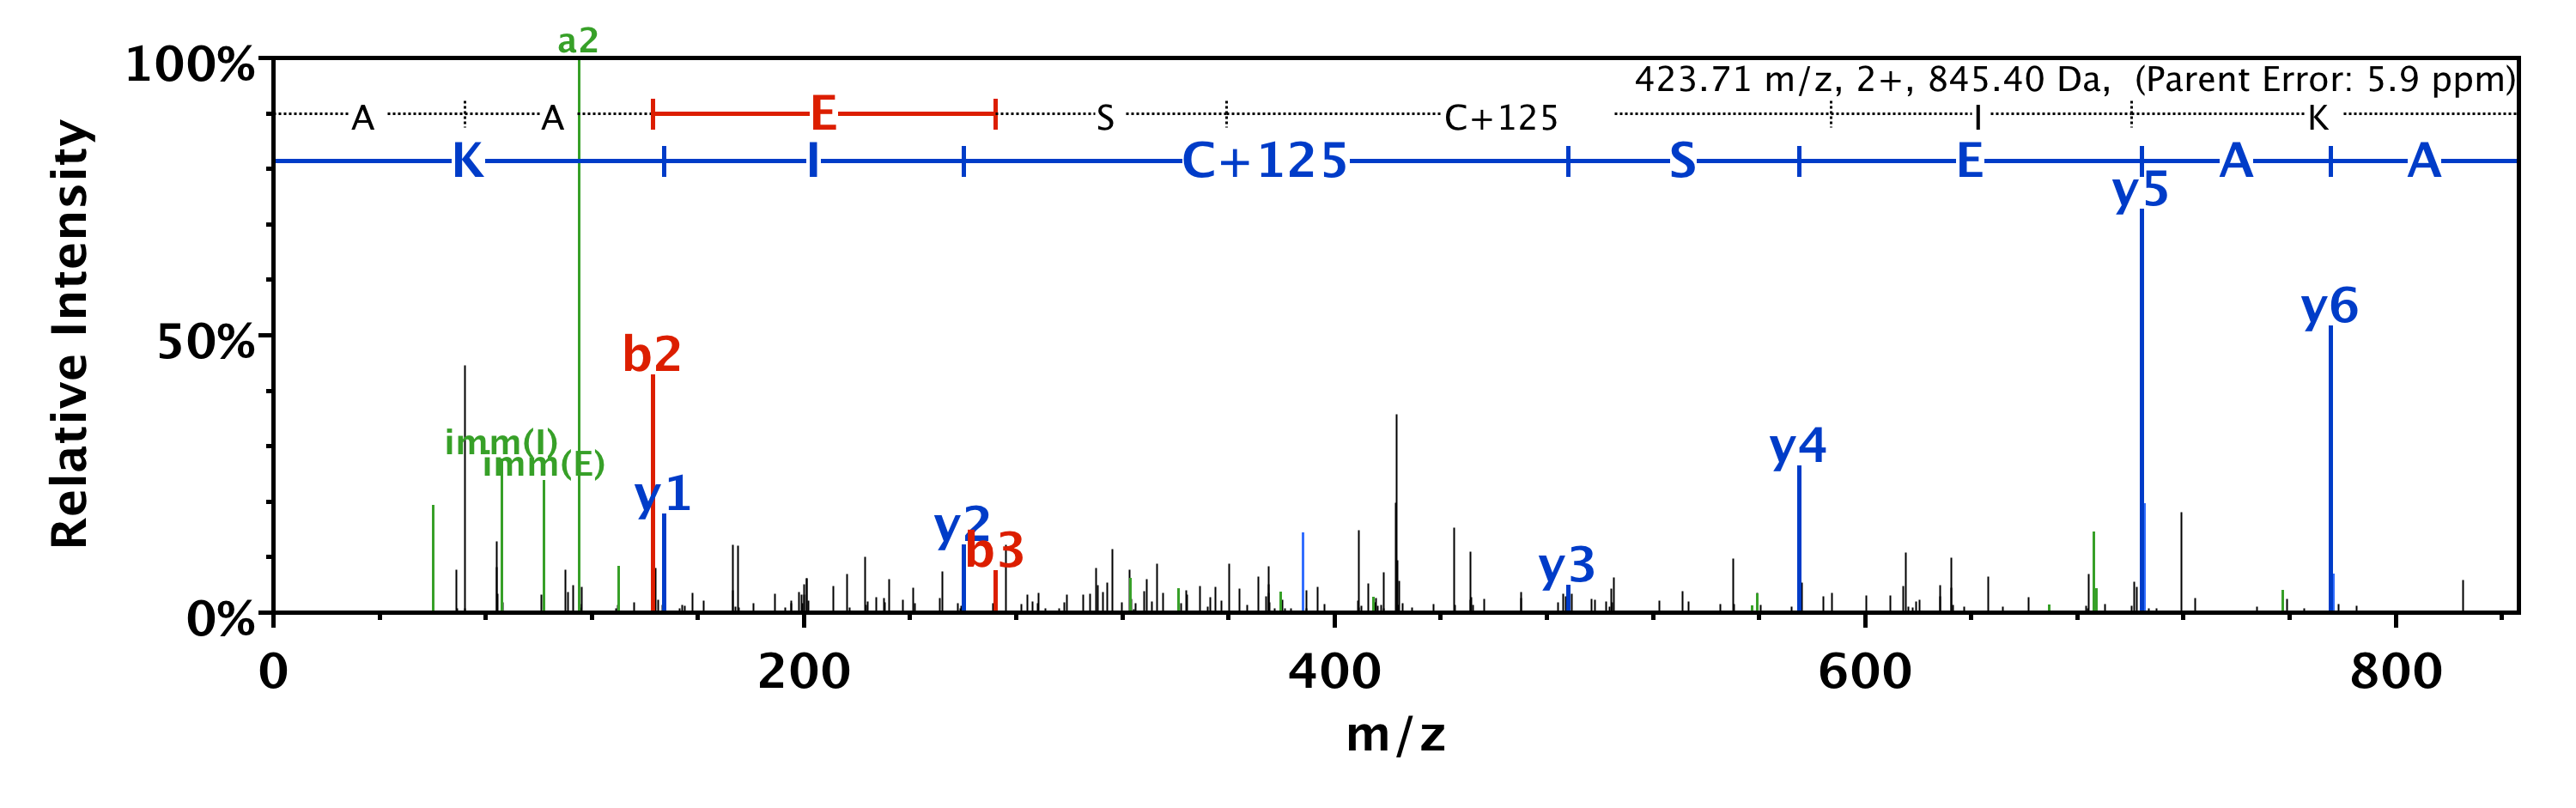 a2
100%
423.71 m/z, 2+, 845.40 Da, (Parent Error: 5.9 ppm)
A A E S C+125 I K
K I C+125 S E A A
y5
y6
50%
b2
y4
imm(I)
imm(E)
y1
y2
b3
y3
0%
0 200 400 600 800
m/z
Relative Intensity